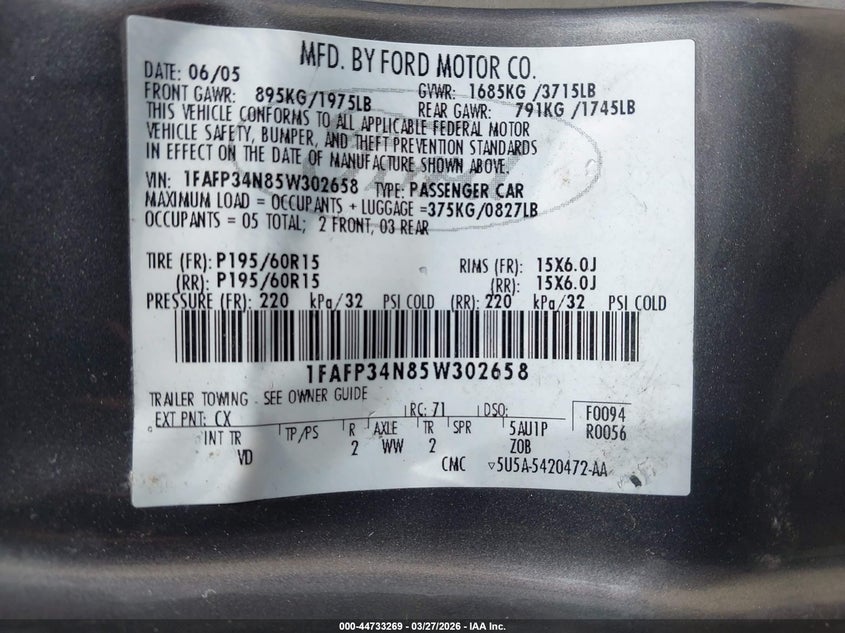 MFD. BY FORD MOTOR CO.
DATE: 06/05
FRONT GAWR: 895KG/1975LB
GVWR: 1685KG /3715LB
REAR GAWR: 791KG /1745LB
THIS VEHICLE CONFORMS TO ALL APPLICABLE FEDERAL MOTOR
VEHICLE SAFETY, BUMPER, AND THEFT PREVENTION STANDARDS
IN EFFECT ON THE DATE OF MANUFACTURE SHOWN ABOVE.
VIN: 1FAFP34N85W302658 TYPE: PASSENGER CAR
MAXIMUM LOAD = OCCUPANTS + LUGGAGE =375KG/0827LB
OCCUPANTS = 05 TOTAL; 2 FRONT, 03 REAR
TIRE (FR): P195/60R15 RIMS (FR): 15X6.0J
(RR): P195/60R15 (RR): 15X6.0J
PRESSURE (FR): 220 kPa/32 PSI COLD (RR): 220 kPa/32 PSI COLD
1FAFP34N85W302658
TRAILER TOWING - SEE OWNER GUIDE
EXT PNT: CX RC: 71 DSO: F0094
INT TR TP/PS R AXLE TR SPR 5AU1P R0056
VD 2 WW 2 ZOB
CMC ▽5U5A-5420472-AA
000-44733269 - 03/27/2026 - IAA Inc.